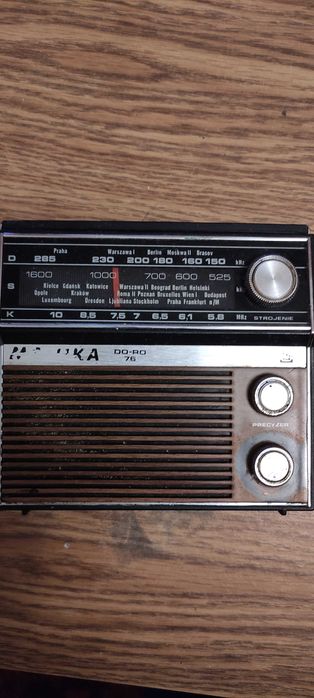 Praha Warszawa I Berlin Moskwa II Brasov
D 285 230 200 180 160 150 kHz
S 1600 1000 700 600 525
Kielce Gdańsk Katowice Warszawa II Beograd Berlin Helsinki
Opole Kraków Roma II Poznań Bruxelles Wien I Budapest
Luxembourg Dresden Ljubljana Stockholm Praha Frankfurt n/M
K 10 8,5 7,5 7 6,5 6.1 5.8 MHz STROJENIE
DO-RO
76
PRECYZER